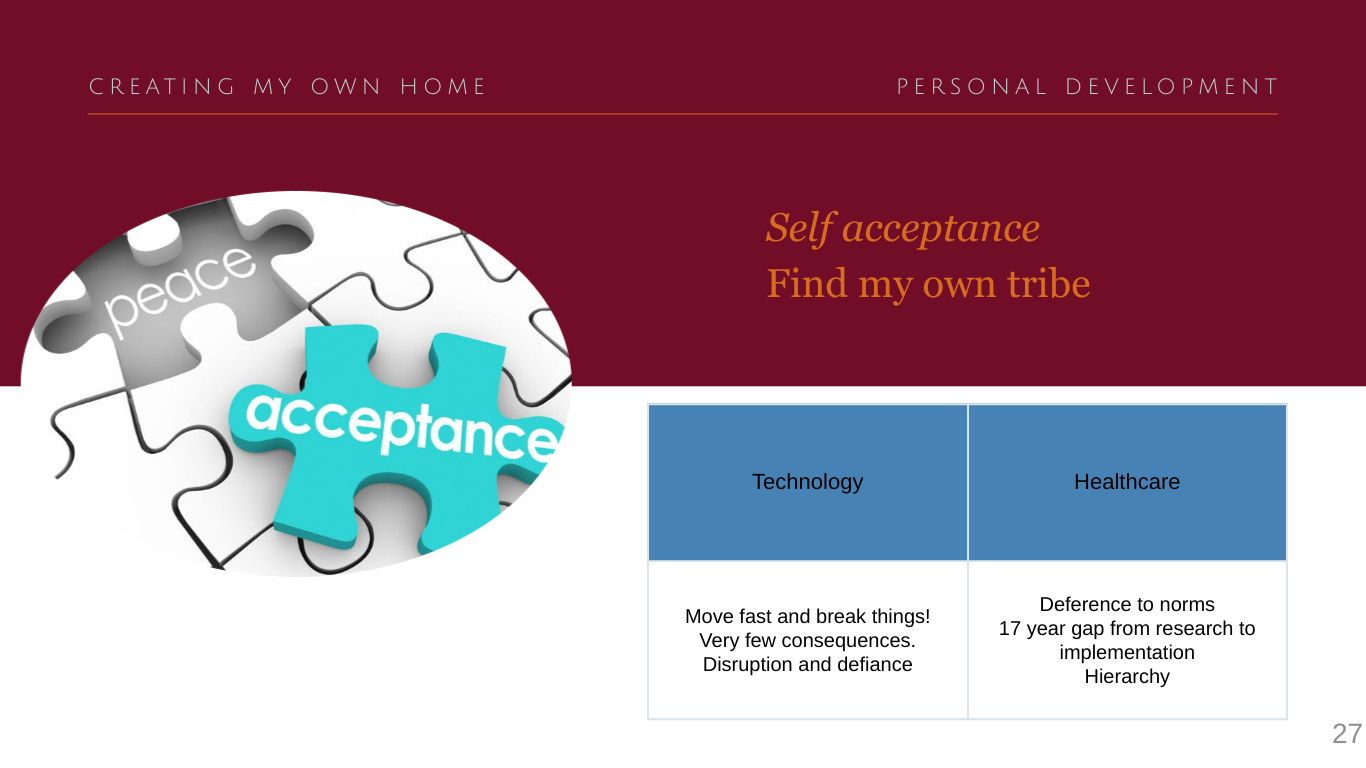 CREATING MY OWN HOME
PERSONAL DEVELOPMENT
Self acceptance
Find my own tribe
peace
acceptance
Technology
Healthcare
Move fast and break things!
Very few consequences.
Disruption and defiance
Deference to norms
17 year gap from research to
implementation
Hierarchy
27